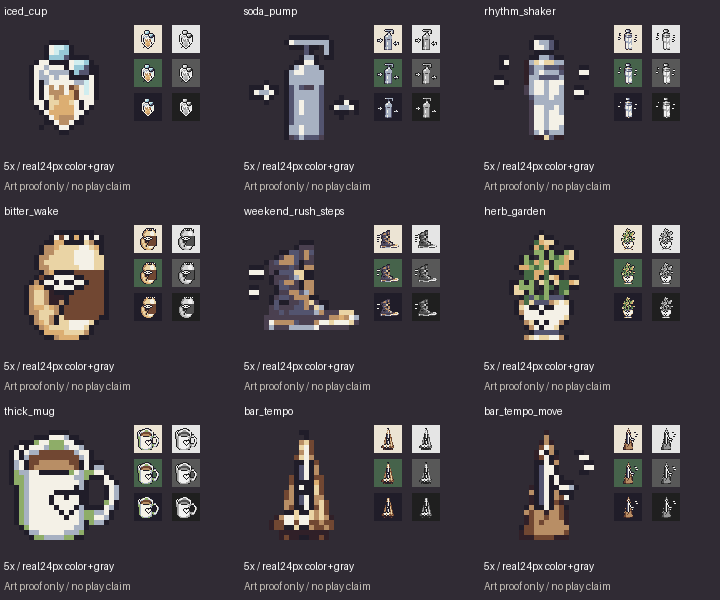 iced_cup
soda_pump
rhythm_shaker
5x / real24px color+gray
5x / real24px color+gray
5x / real24px color+gray
Art proof only / no play claim
Art proof only / no play claim
Art proof only / no play claim
bitter_wake
weekend_rush_steps
herb_garden
5x / real24px color+gray
5x / real24px color+gray
5x / real24px color+gray
Art proof only / no play claim
Art proof only / no play claim
Art proof only / no play claim
thick_mug
bar_tempo
bar_tempo_move
5x / real24px color+gray
5x / real24px color+gray
5x / real24px color+gray
Art proof only / no play claim
Art proof only / no play claim
Art proof only / no play claim